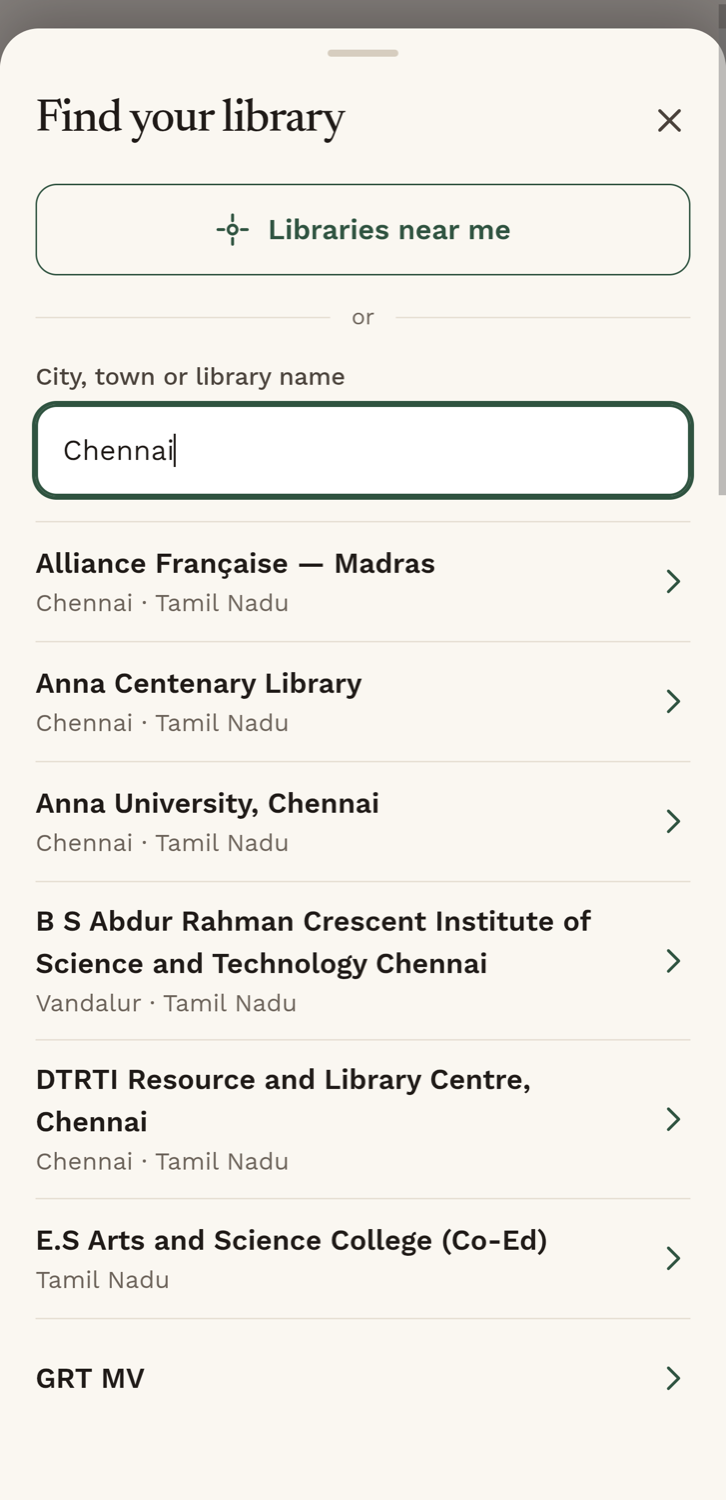 Find your library
Libraries near me
or
City, town or library name
Chennai
Alliance Française — Madras
Chennai · Tamil Nadu
Anna Centenary Library
Chennai · Tamil Nadu
Anna University, Chennai
Chennai · Tamil Nadu
B S Abdur Rahman Crescent Institute of
Science and Technology Chennai
Vandalur · Tamil Nadu
DTRTI Resource and Library Centre,
Chennai
Chennai · Tamil Nadu
E.S Arts and Science College (Co-Ed)
Tamil Nadu
GRT MV